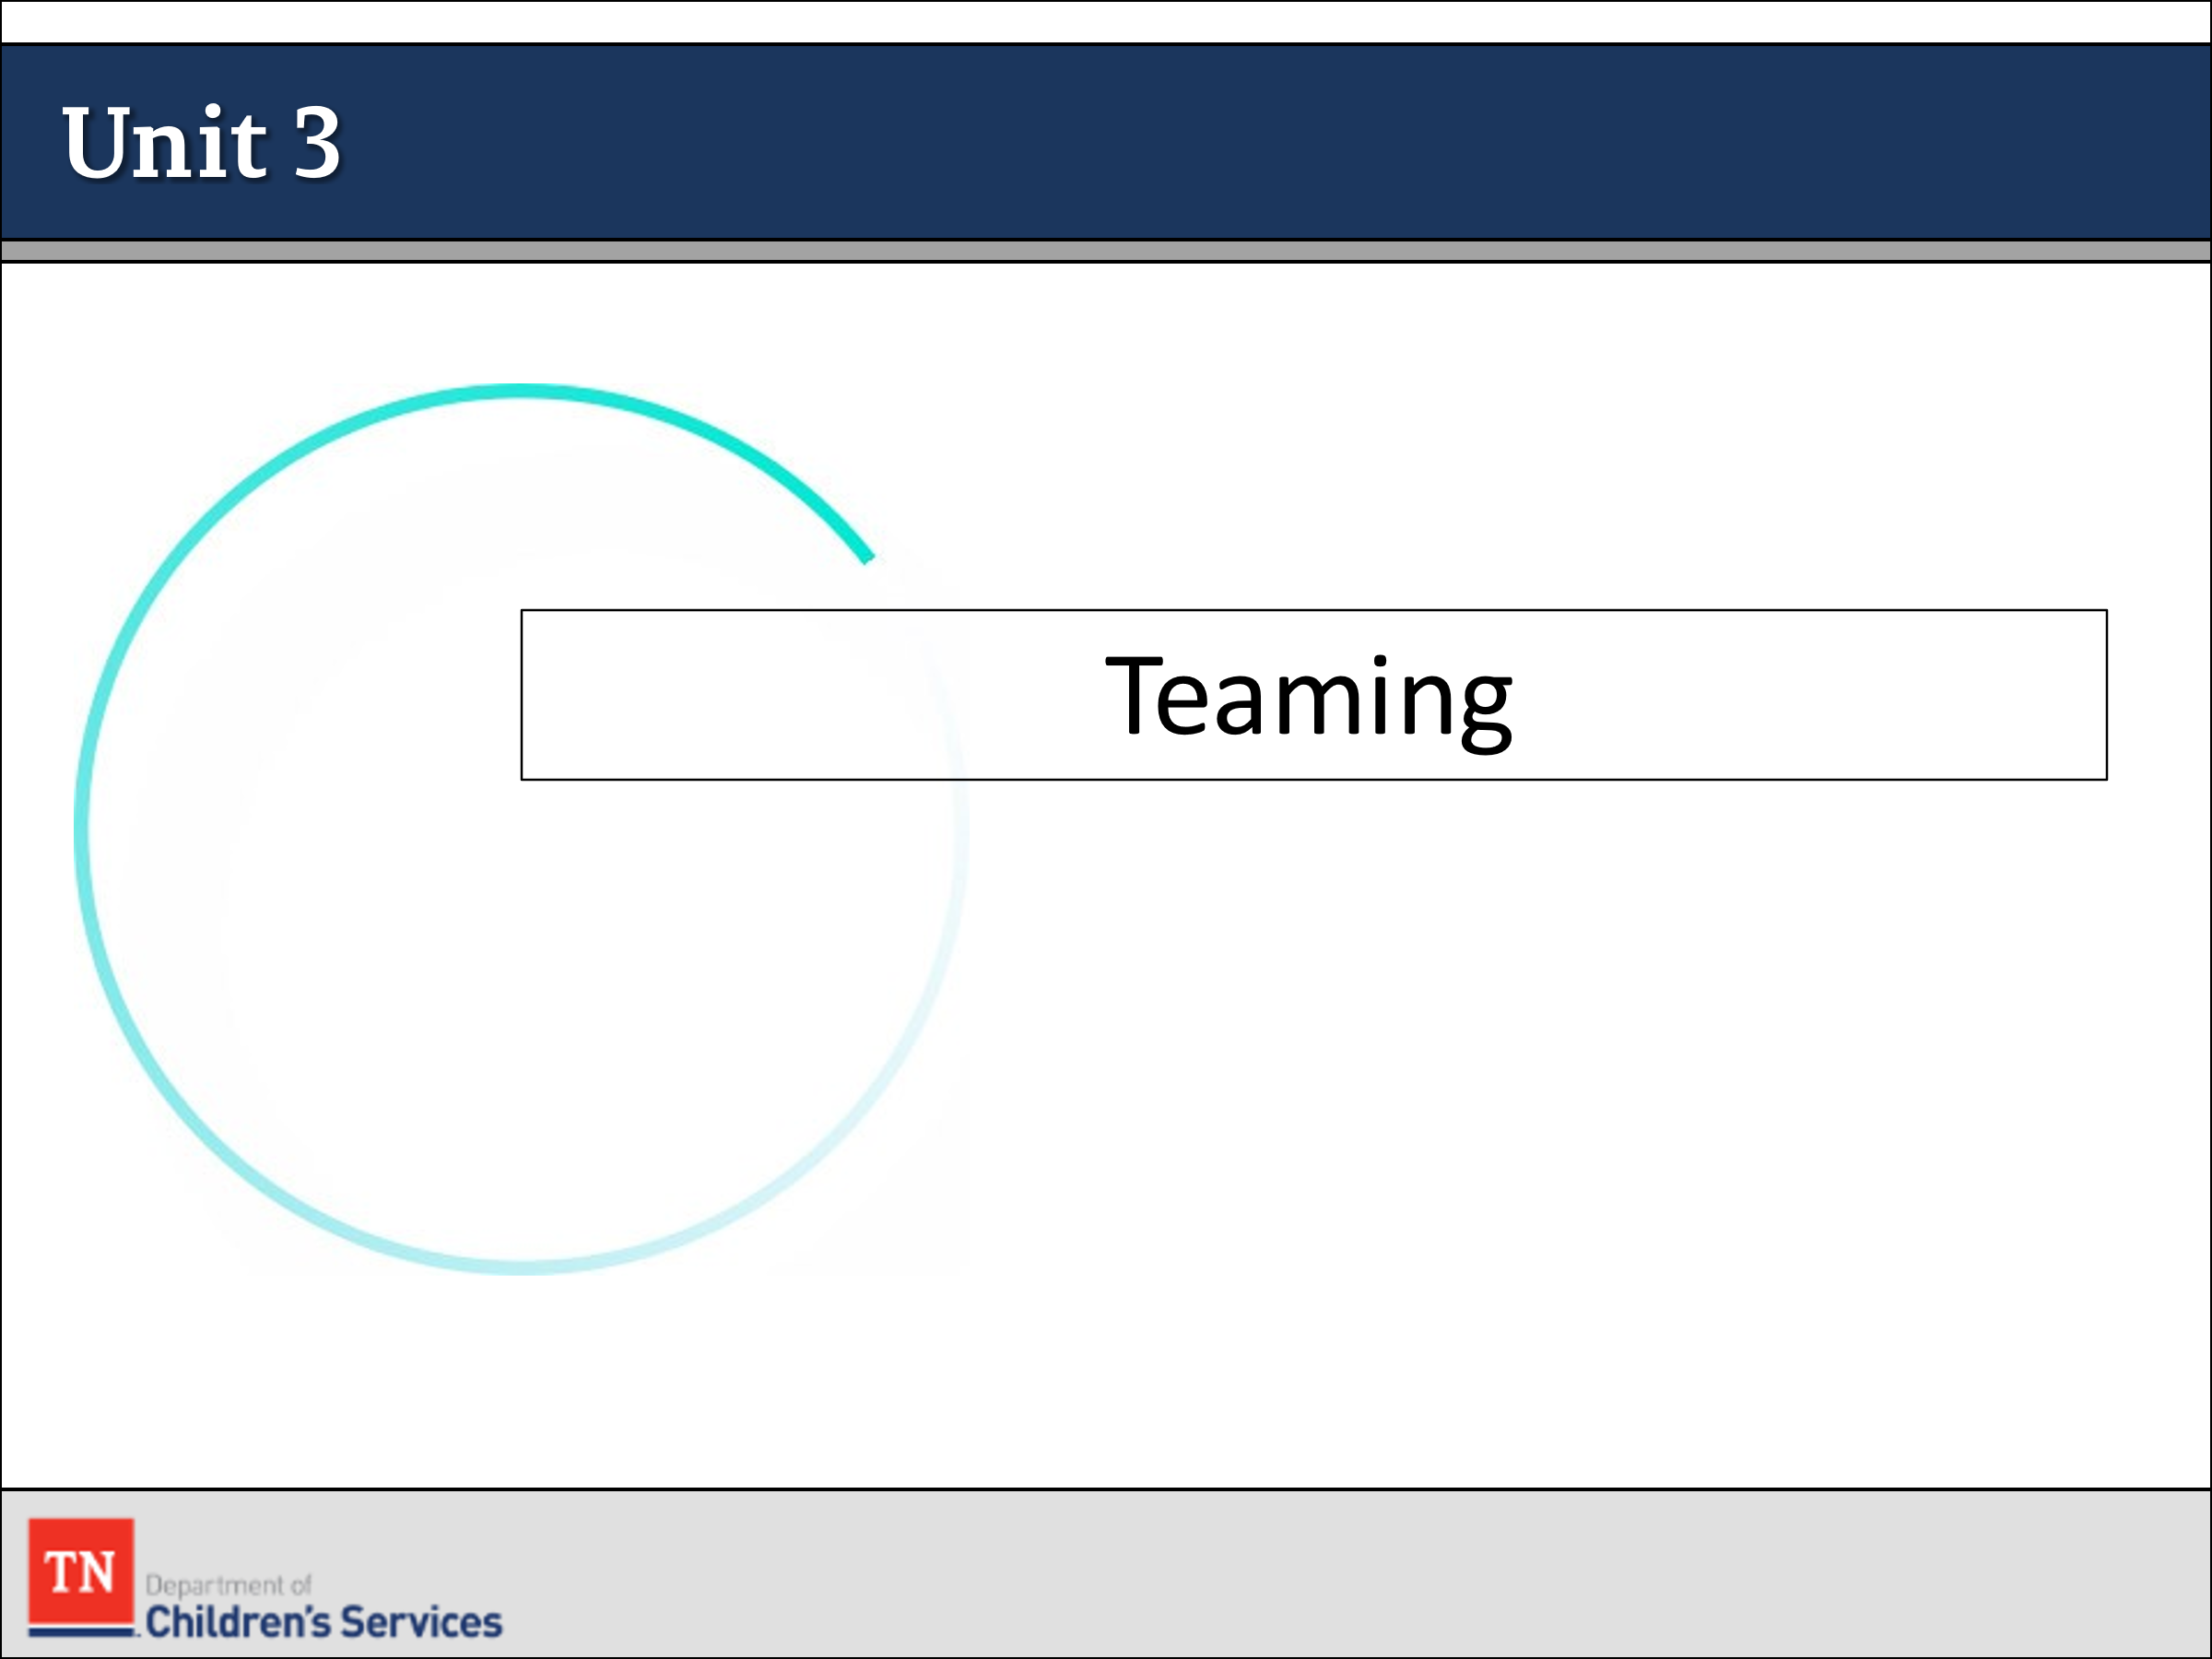 Unit 3
Teaming
TN
Department of
Children's Services